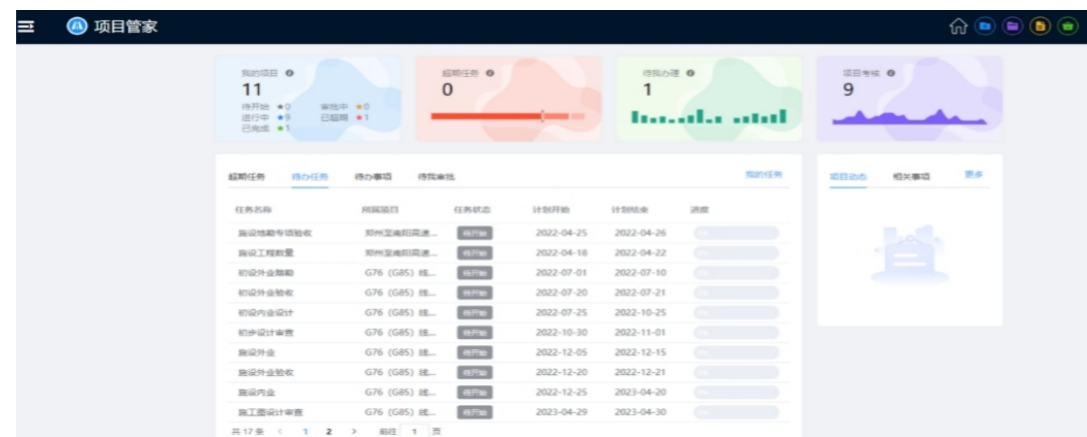 项目管家
我的项目
11
待开始 ★0 审批中 ★0
进行中 ★9 已超期 ★1
已完成 ★1
超期任务
0
待我办理
1
项目考核
9
超期任务 待办任务 待办事项 待我审批 我的任务
任务名称 所属项目 任务状态 计划开始 计划结束 进度
施设地勘专项验收 郑州至南阳高速... 待开始 2022-04-25 2022-04-26
施设工程数量 郑州至南阳高速... 待开始 2022-04-18 2022-04-22
初设外业踏勘 G76 (G85) 线... 待开始 2022-07-01 2022-07-10
初设外业验收 G76 (G85) 线... 待开始 2022-07-20 2022-07-21
初设内业设计 G76 (G85) 线... 待开始 2022-07-25 2022-10-25
初步设计审查 G76 (G85) 线... 待开始 2022-10-30 2022-11-01
施设外业 G76 (G85) 线... 待开始 2022-12-05 2022-12-15
施设外业验收 G76 (G85) 线... 待开始 2022-12-20 2022-12-21
施设内业 G76 (G85) 线... 待开始 2022-12-25 2023-04-20
施工图设计审查 G76 (G85) 线... 待开始 2023-04-29 2023-04-30
共 17 条 < 1 2 > 前往 1 页
项目动态 相关事项 更多